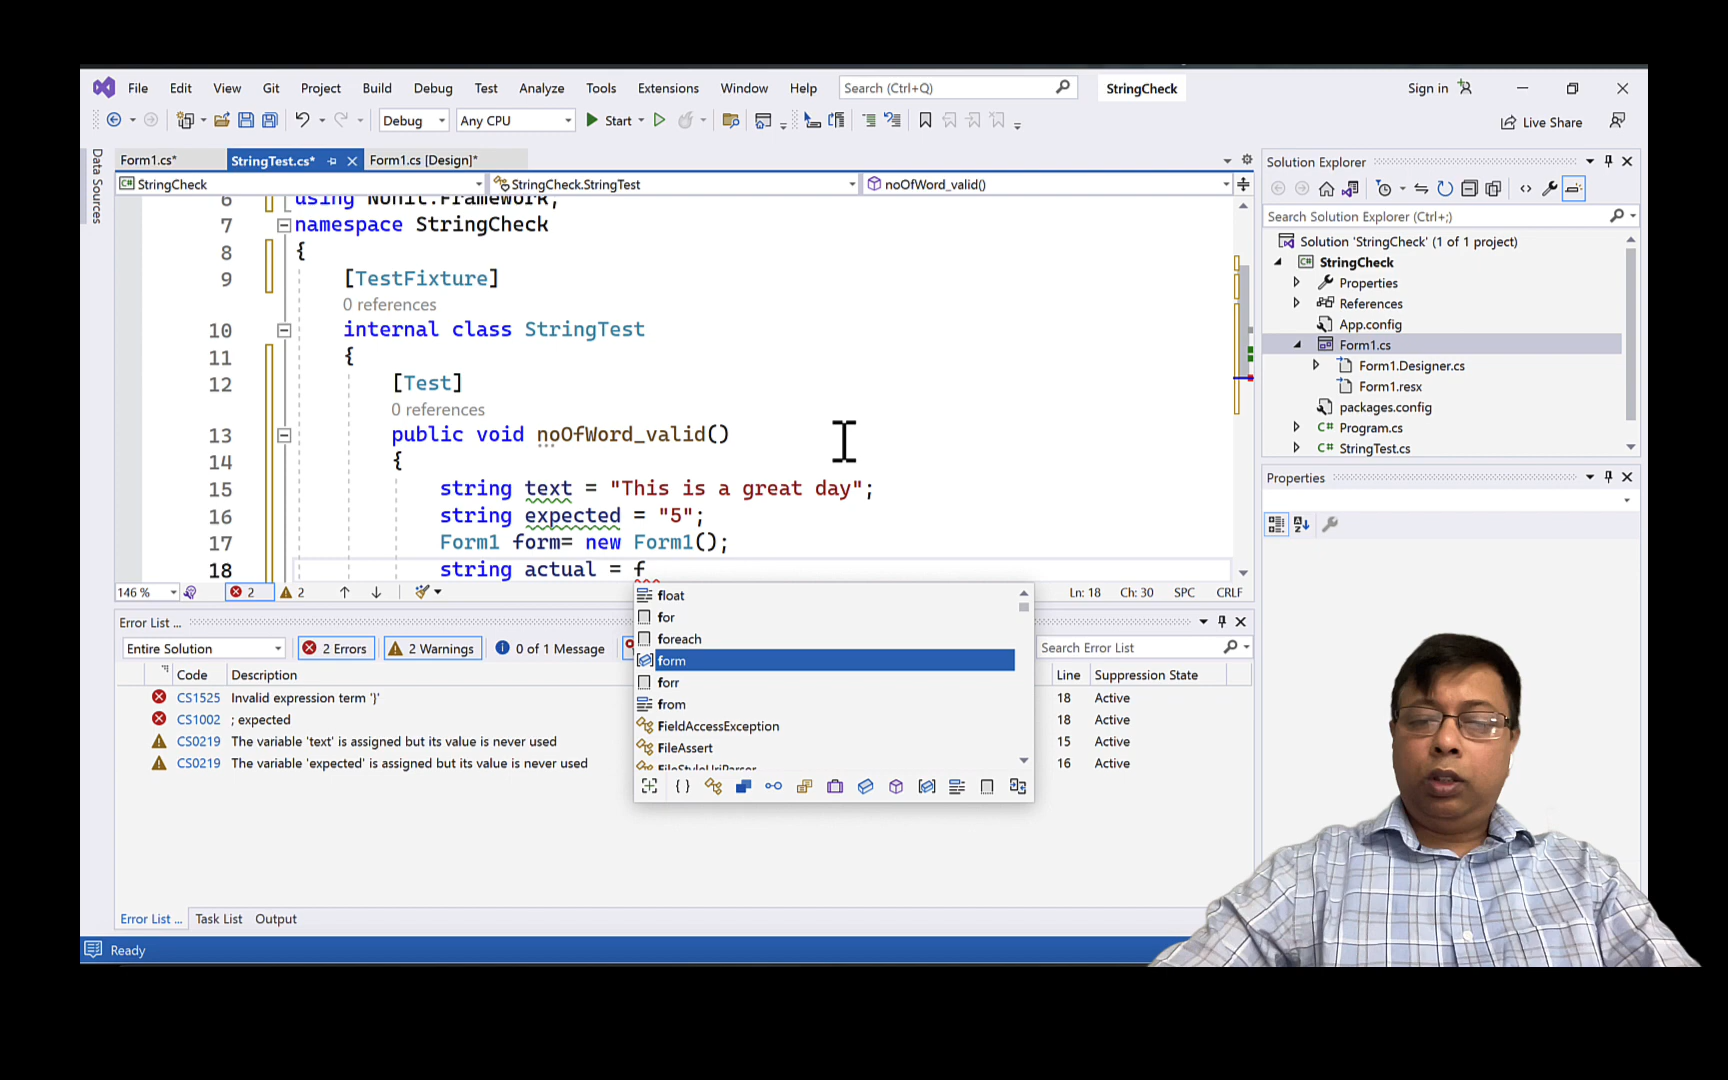 File Edit View Git Project Build Debug Test Analyze Tools Extensions Window Help Search (Ctrl+Q) StringCheck Sign in
Debug Any CPU Start Live Share
Data Sources
Form1.cs* StringTest.cs* Form1.cs [Design]*
StringCheck StringCheck.StringTest noOfWord_valid()
6 using NUnit.Framework;
7 namespace StringCheck
8 {
9 [TestFixture]
0 references
10 internal class StringTest
11 {
12 [Test]
0 references
13 public void noOfWord_valid()
14 {
15 string text = "This is a great day";
16 string expected = "5";
17 Form1 form= new Form1();
18 string actual = f
146 % 2 2 Ln: 18 Ch: 30 SPC CRLF
float
for
foreach
form
forr
from
FieldAccessException
FileAssert
FileStyleUriParser
Error List ...
Entire Solution 2 Errors 2 Warnings 0 of 1 Message Search Error List
Code Description Line Suppression State
CS1525 Invalid expression term '}' 18 Active
CS1002 ; expected 18 Active
CS0219 The variable 'text' is assigned but its value is never used 15 Active
CS0219 The variable 'expected' is assigned but its value is never used 16 Active
Error List ... Task List Output
Ready
Solution Explorer
Search Solution Explorer (Ctrl+;)
Solution 'StringCheck' (1 of 1 project)
StringCheck
Properties
References
App.config
Form1.cs
Form1.Designer.cs
Form1.resx
packages.config
Program.cs
StringTest.cs
Properties